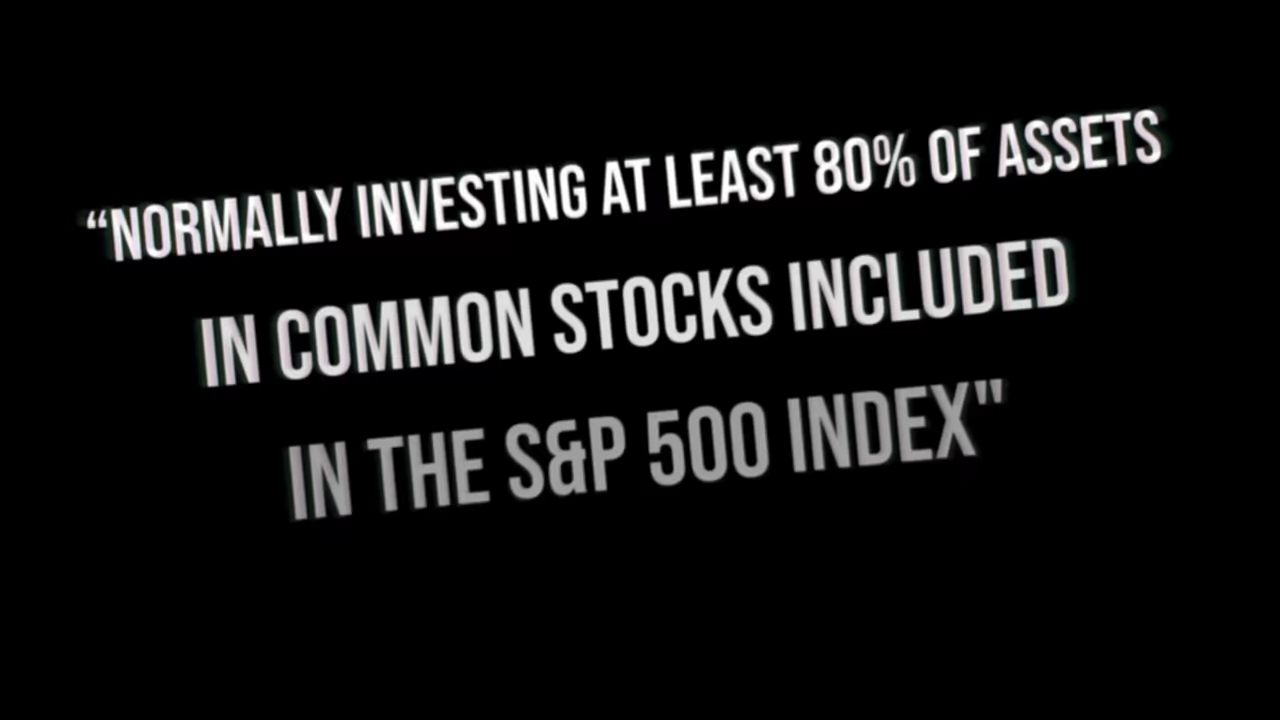 “NORMALLY INVESTING AT LEAST 80% OF ASSETS
IN COMMON STOCKS INCLUDED
IN THE S&P 500 INDEX"